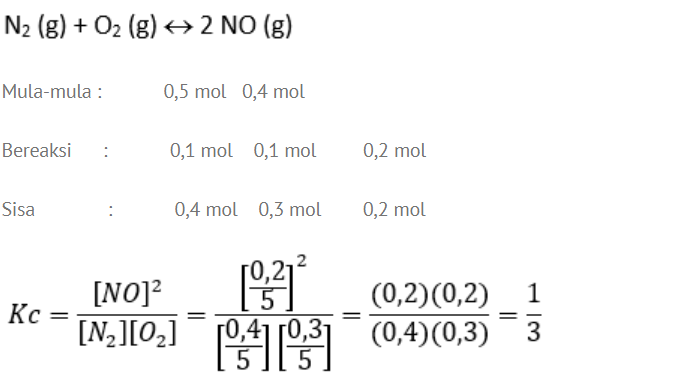 N₂ (g) + O₂ (g) ↔ 2 NO (g)
Mula-mula : 0,5 mol 0,4 mol
Bereaksi : 0,1 mol 0,1 mol 0,2 mol
Sisa : 0,4 mol 0,3 mol 0,2 mol
Kc = [NO]² / [N₂][O₂] = [0,2/5]² / [0,4/5] [0,3/5] = (0,2)(0,2) / (0,4)(0,3) = 1/3